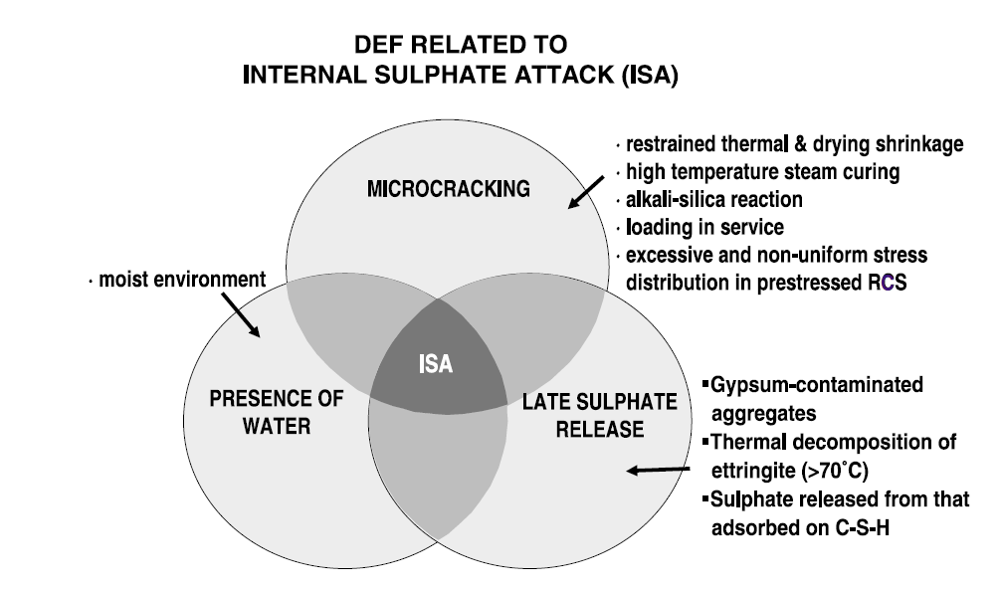 DEF RELATED TO
INTERNAL SULPHATE ATTACK (ISA)
MICROCRACKING
· restrained thermal & drying shrinkage
· high temperature steam curing
· alkali-silica reaction
· loading in service
· excessive and non-uniform stress
distribution in prestressed RCS
· moist environment
ISA
PRESENCE OF
WATER
LATE SULPHATE
RELEASE
▪Gypsum-contaminated
aggregates
▪Thermal decomposition of
ettringite (>70˚C)
▪Sulphate released from that
adsorbed on C-S-H